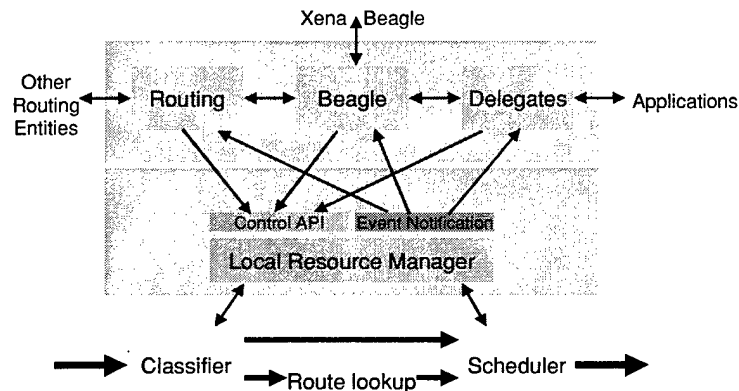 Xena Beagle
Other
Routing
Entities
Routing
Beagle
Delegates
Applications
Control API
Event Notification
Local Resource Manager
Classifier
Route lookup
Scheduler